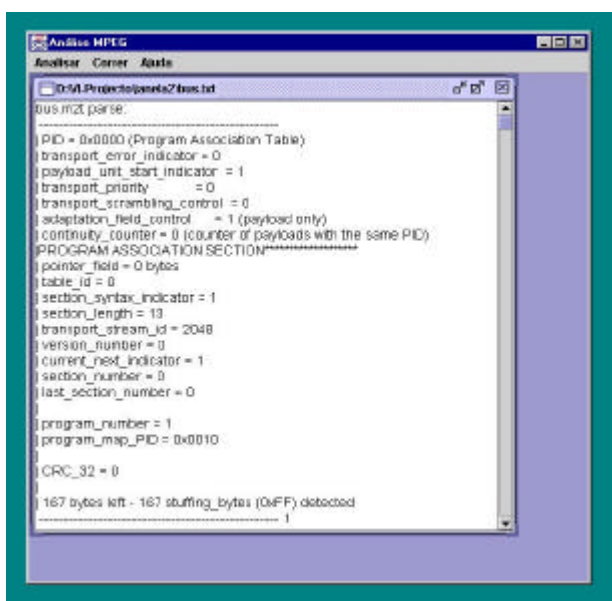 Análise MPEG
Analisar Correr Ajuda
D:\VI.Projecto\janela2\bus.txt
bus.m2t parse:
| PID = 0x0000 (Program Association Table)
| transport_error_indicator = 0
| payload_unit_start_indicator = 1
| transport_priority = 0
| transport_scrambling_control = 0
| adaptation_field_control = 1 (payload only)
| continuity_counter = 0 (counter of payloads with the same PID)
|PROGRAM ASSOCIATION SECTION******************
| pointer_field = 0 bytes
| table_id = 0
| section_syntax_indicator = 1
| section_length = 13
| transport_stream_id = 2048
| version_number = 0
| current_next_indicator = 1
| section_number = 0
| last_section_number = 0
|
| program_number = 1
| program_map_PID = 0x0010
|
| CRC_32 = 0
|
| 167 bytes left - 167 stuffing_bytes (0xFF) detected
---------------------------------------------------- 1